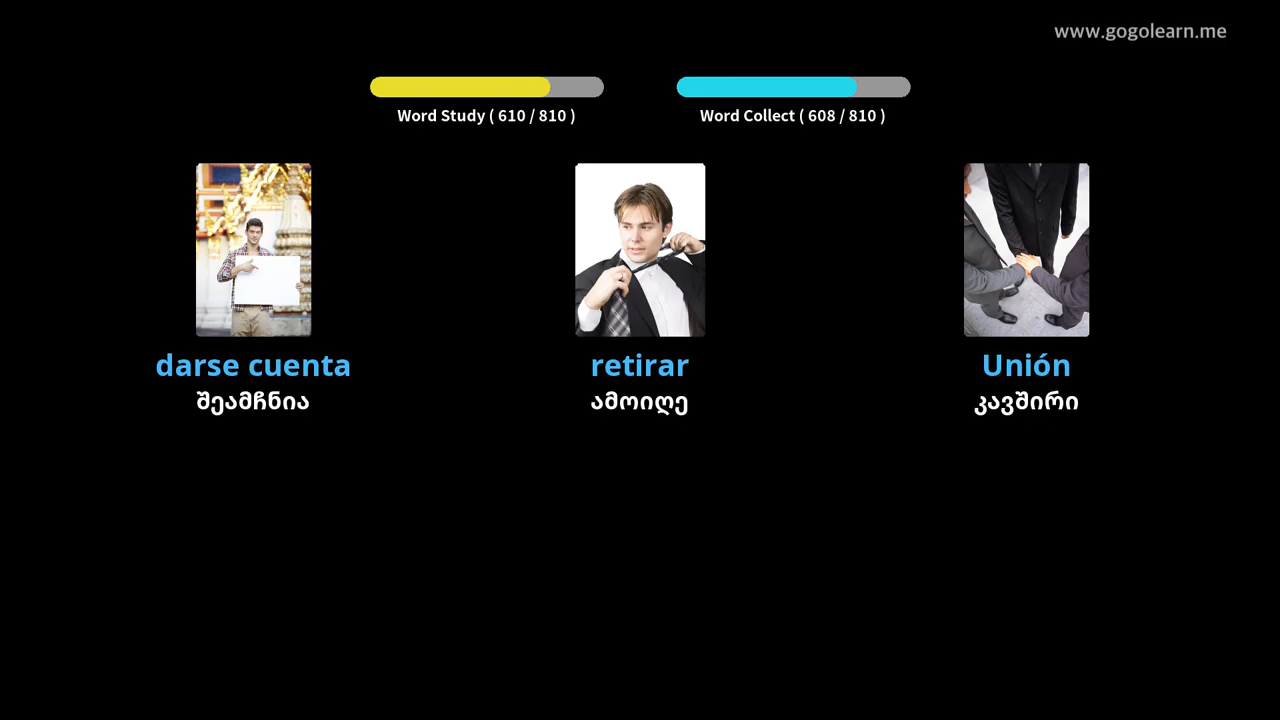 www.gogolearn.me
Word Study ( 610 / 810 )
Word Collect ( 608 / 810 )
darse cuenta
retirar
Unión
შეამჩნია
ამოიღე
კავშირი